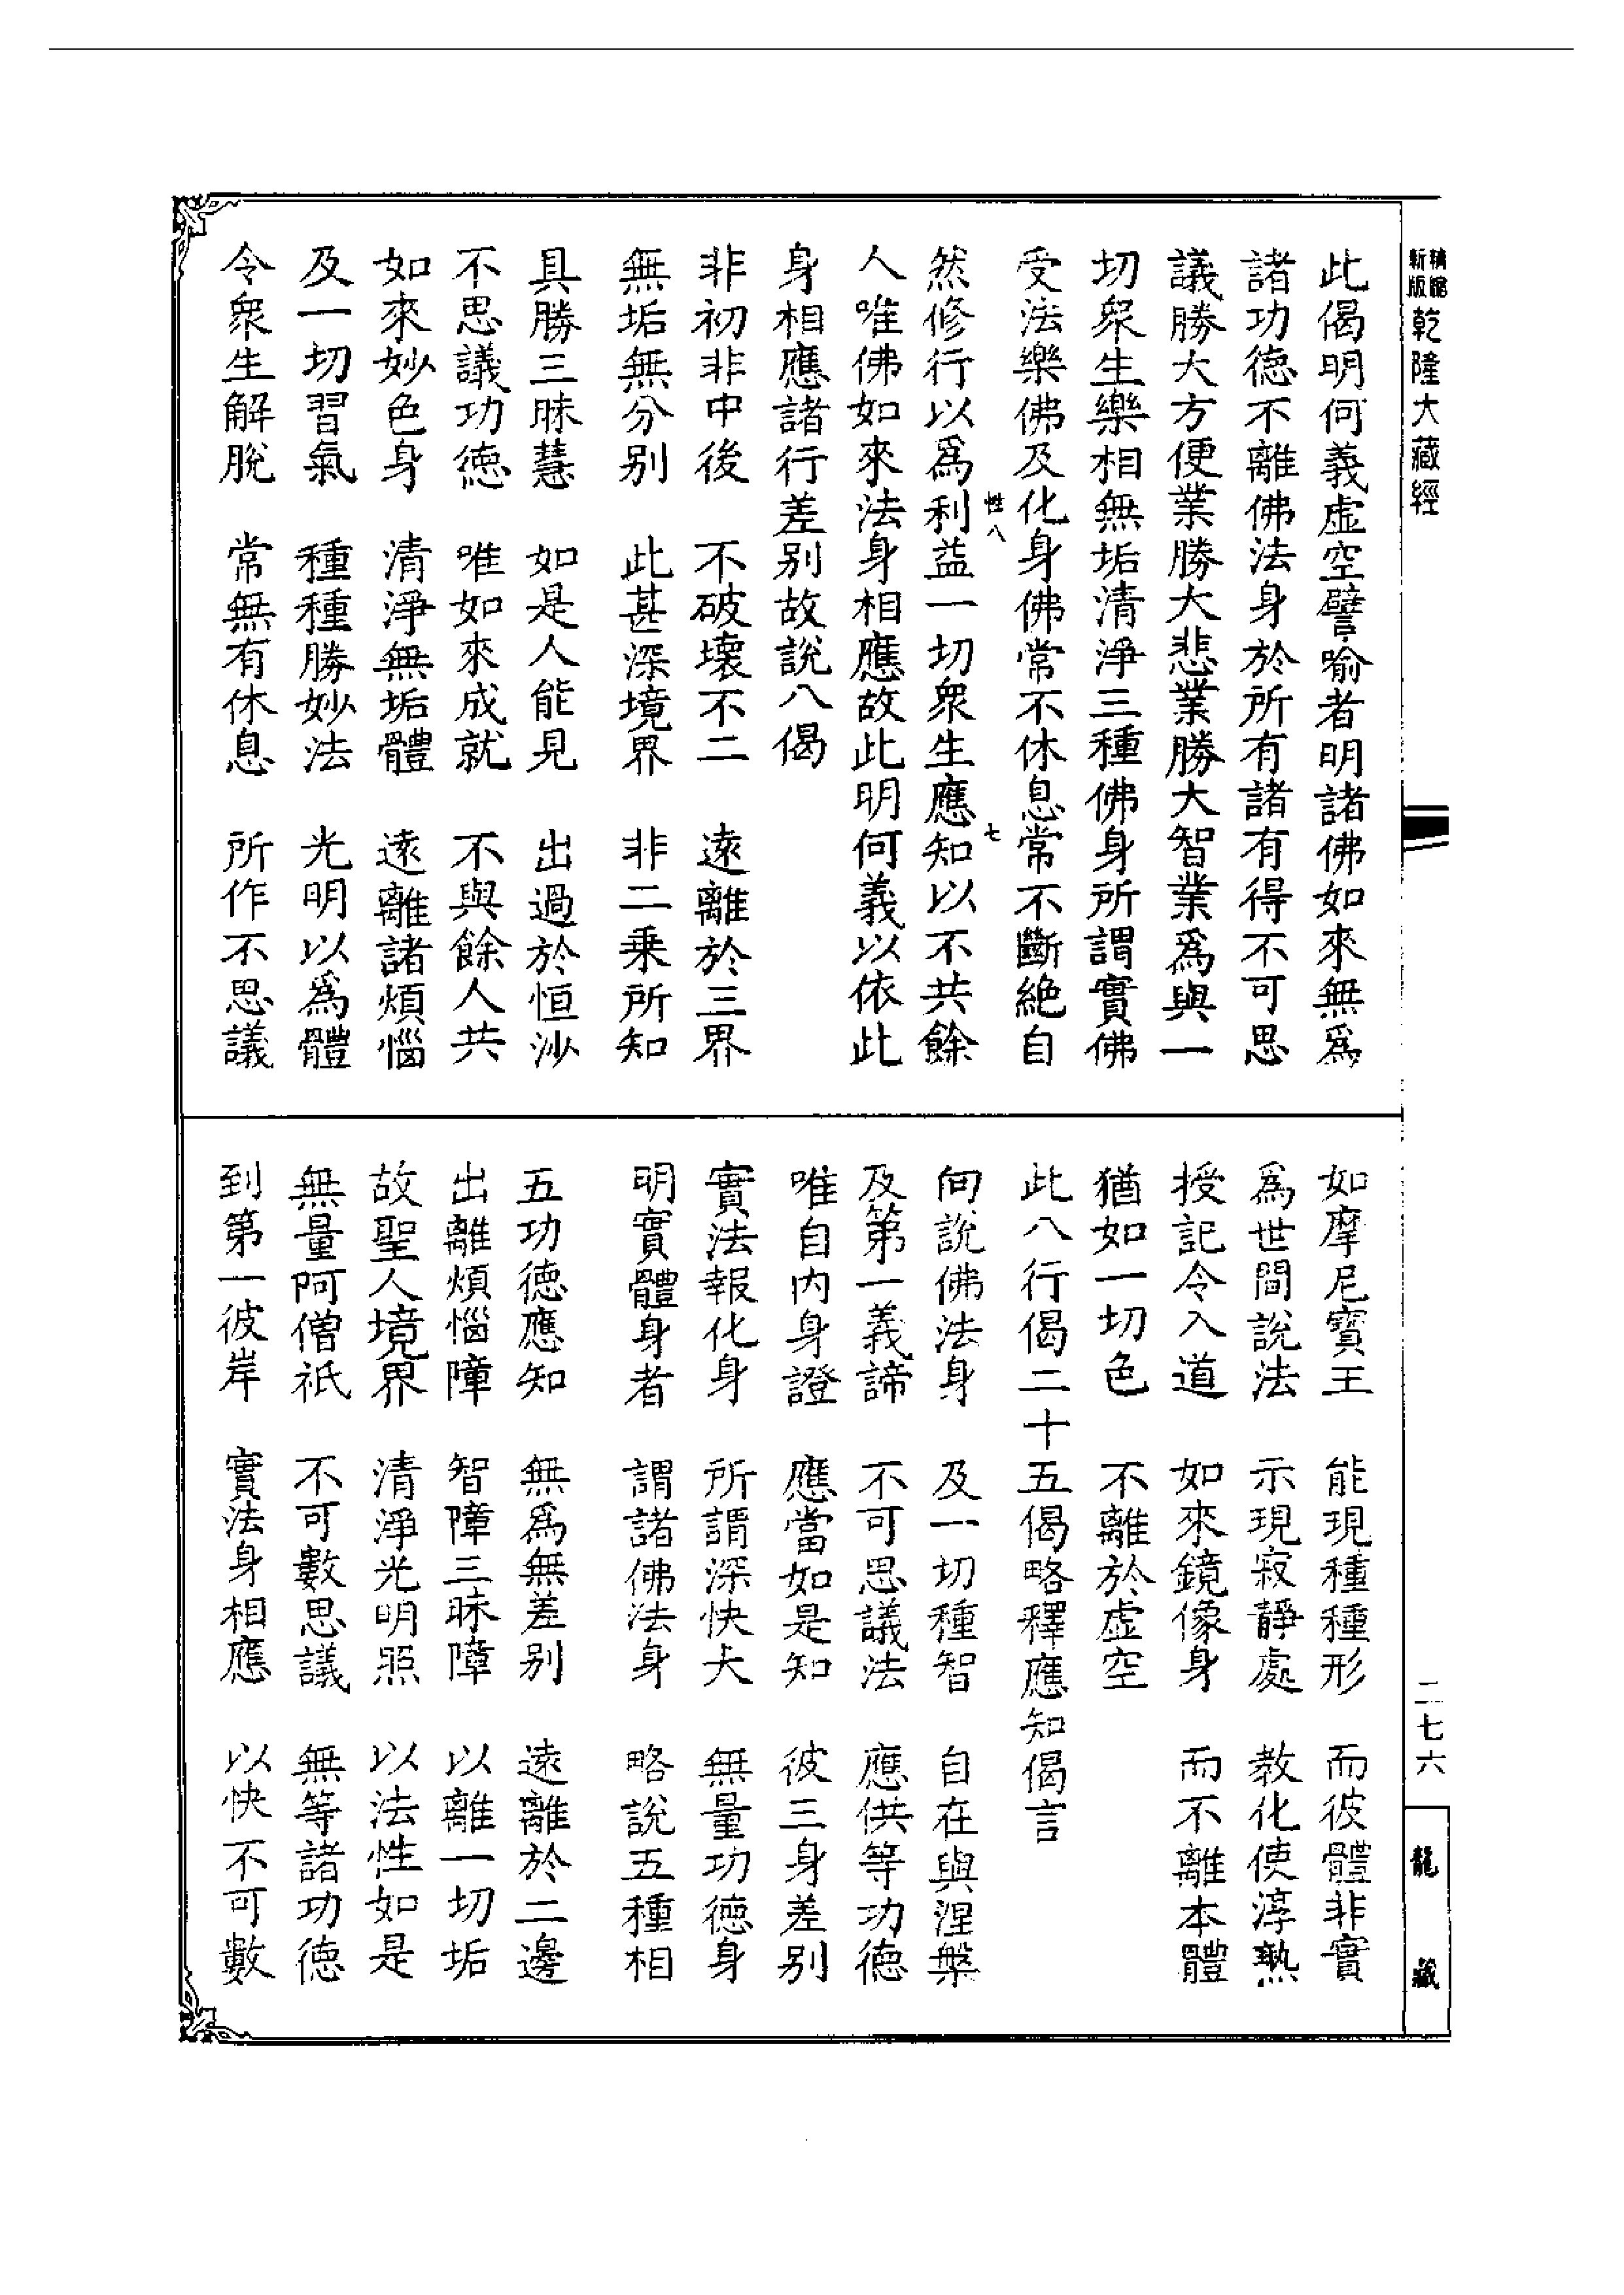 新版
乾隆大藏經
此偈明何義虛空譬喻者明諸佛如來無為
諸功德不離佛法身於所有諸有得不可思
議勝大方便業勝大悲業勝大智業為與一
切眾生樂相無垢清淨三種佛身所謂實佛
受法樂佛及化身佛常不休息常不斷絕自
性八
七
然修行以為利益一切眾生應知以不共餘
人唯佛如來法身相應故此明何義以依此
身相應諸行差別故說八偈
非初非中後 不破壞不二 遠離於三界
無垢無分別 此甚深境界 非二乘所知
具勝三昧慧 如是人能見 出過於恒沙
不思議功德 唯如來成就 不與餘人共
如來妙色身 清淨無垢體 遠離諸煩惱
及一切習氣 種種勝妙法 光明以為體
令眾生解脫 常無有休息 所作不思議
如摩尼寶王 能現種種形 而彼體非實
為世間說法 示現寂靜處 教化使淳熟
授記令入道 如來鏡像身 而不離本體
猶如一切色 不離於虛空
此八行偈二十五偈略釋應知偈言
向說佛法身 及一切種智 自在與涅槃
及第一義諦 不可思議法 應供等功德
唯自內身證 應當如是知 彼三身差別
實法報化身 所謂深快大 無量功德身
明實體身者 謂諸佛法身 略說五種相
五功德應知 無為無差別 遠離於二邊
出離煩惱障 智障三昧障 以離一切垢
故聖人境界 清淨光明照 以法性如是
無量阿僧祇 不可數思議 無等諸功德
到第一彼岸 實法身相應 以快不可數
二七六
龍藏